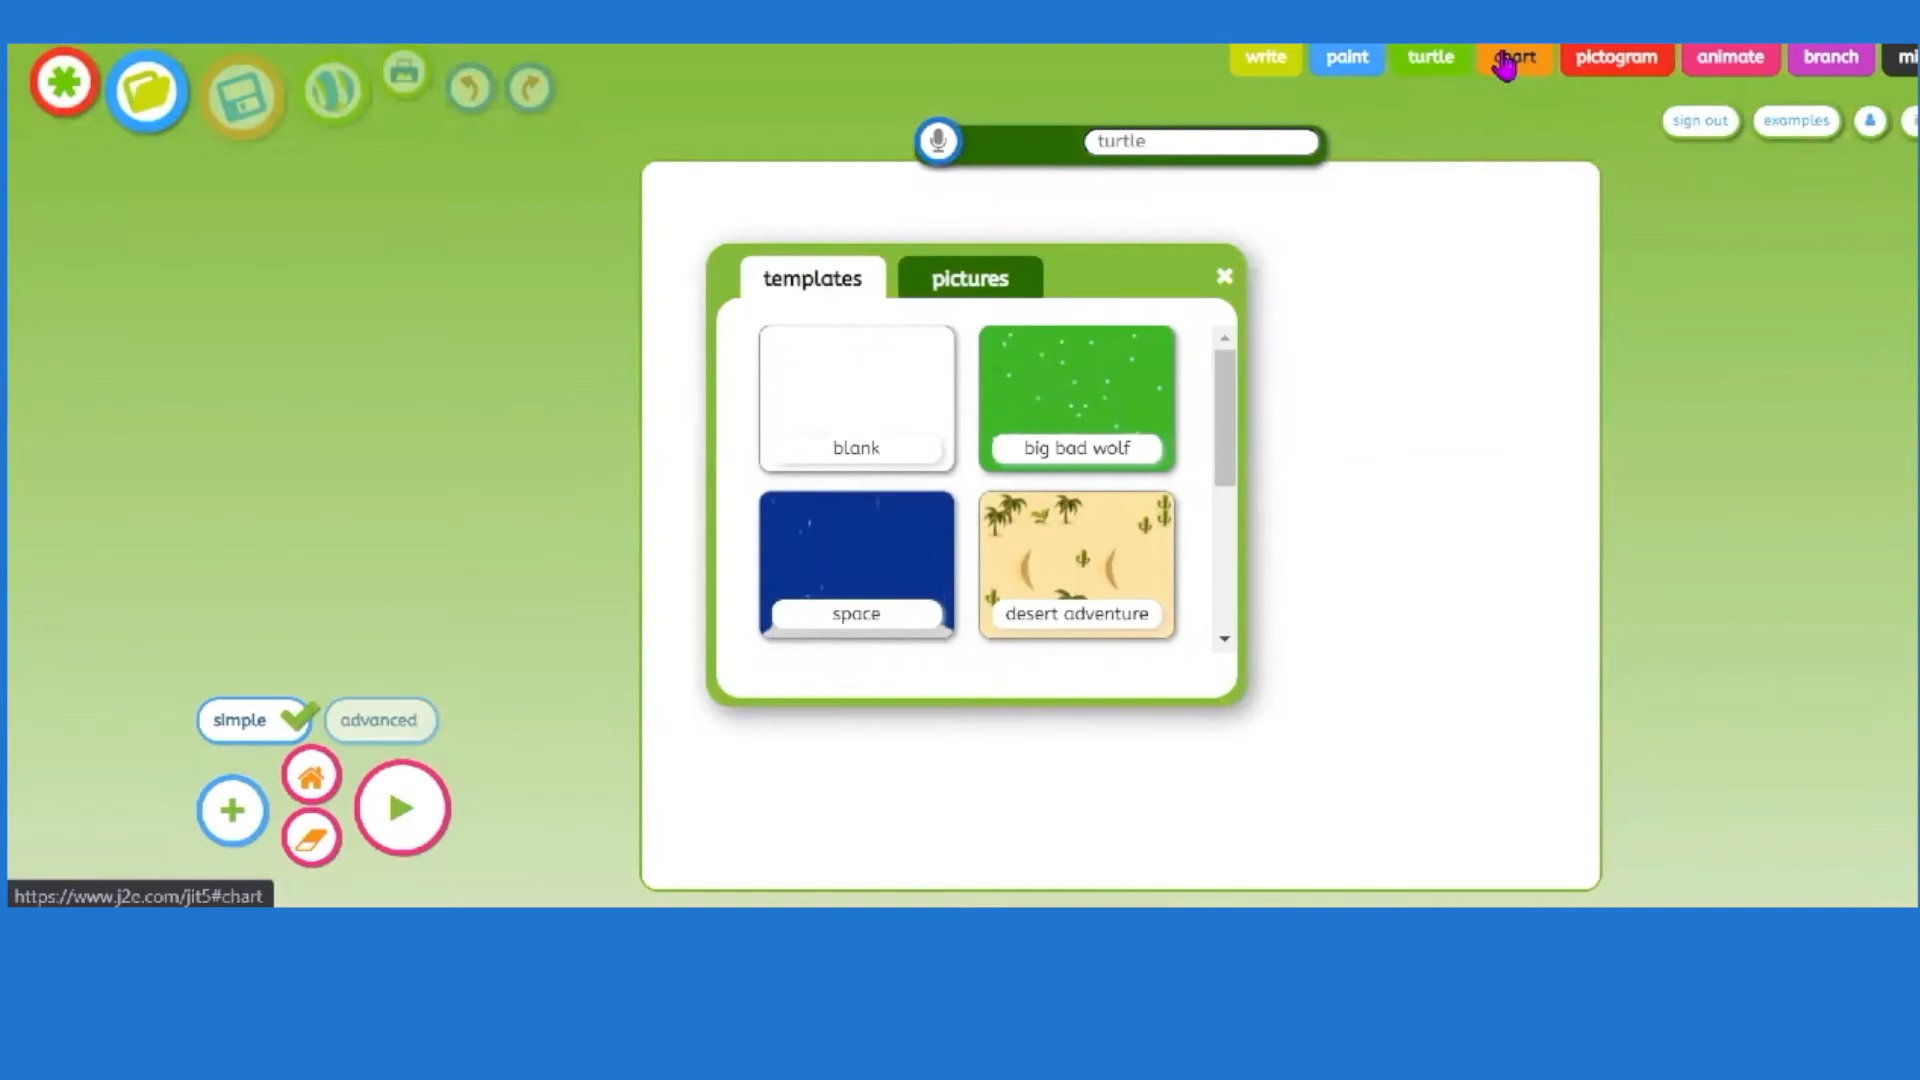 write
paint
turtle
chart
pictogram
animate
branch
sign out
examples
turtle
templates
pictures
blank
big bad wolf
space
desert adventure
simple
advanced
https://www.j2e.com/jit5#chart